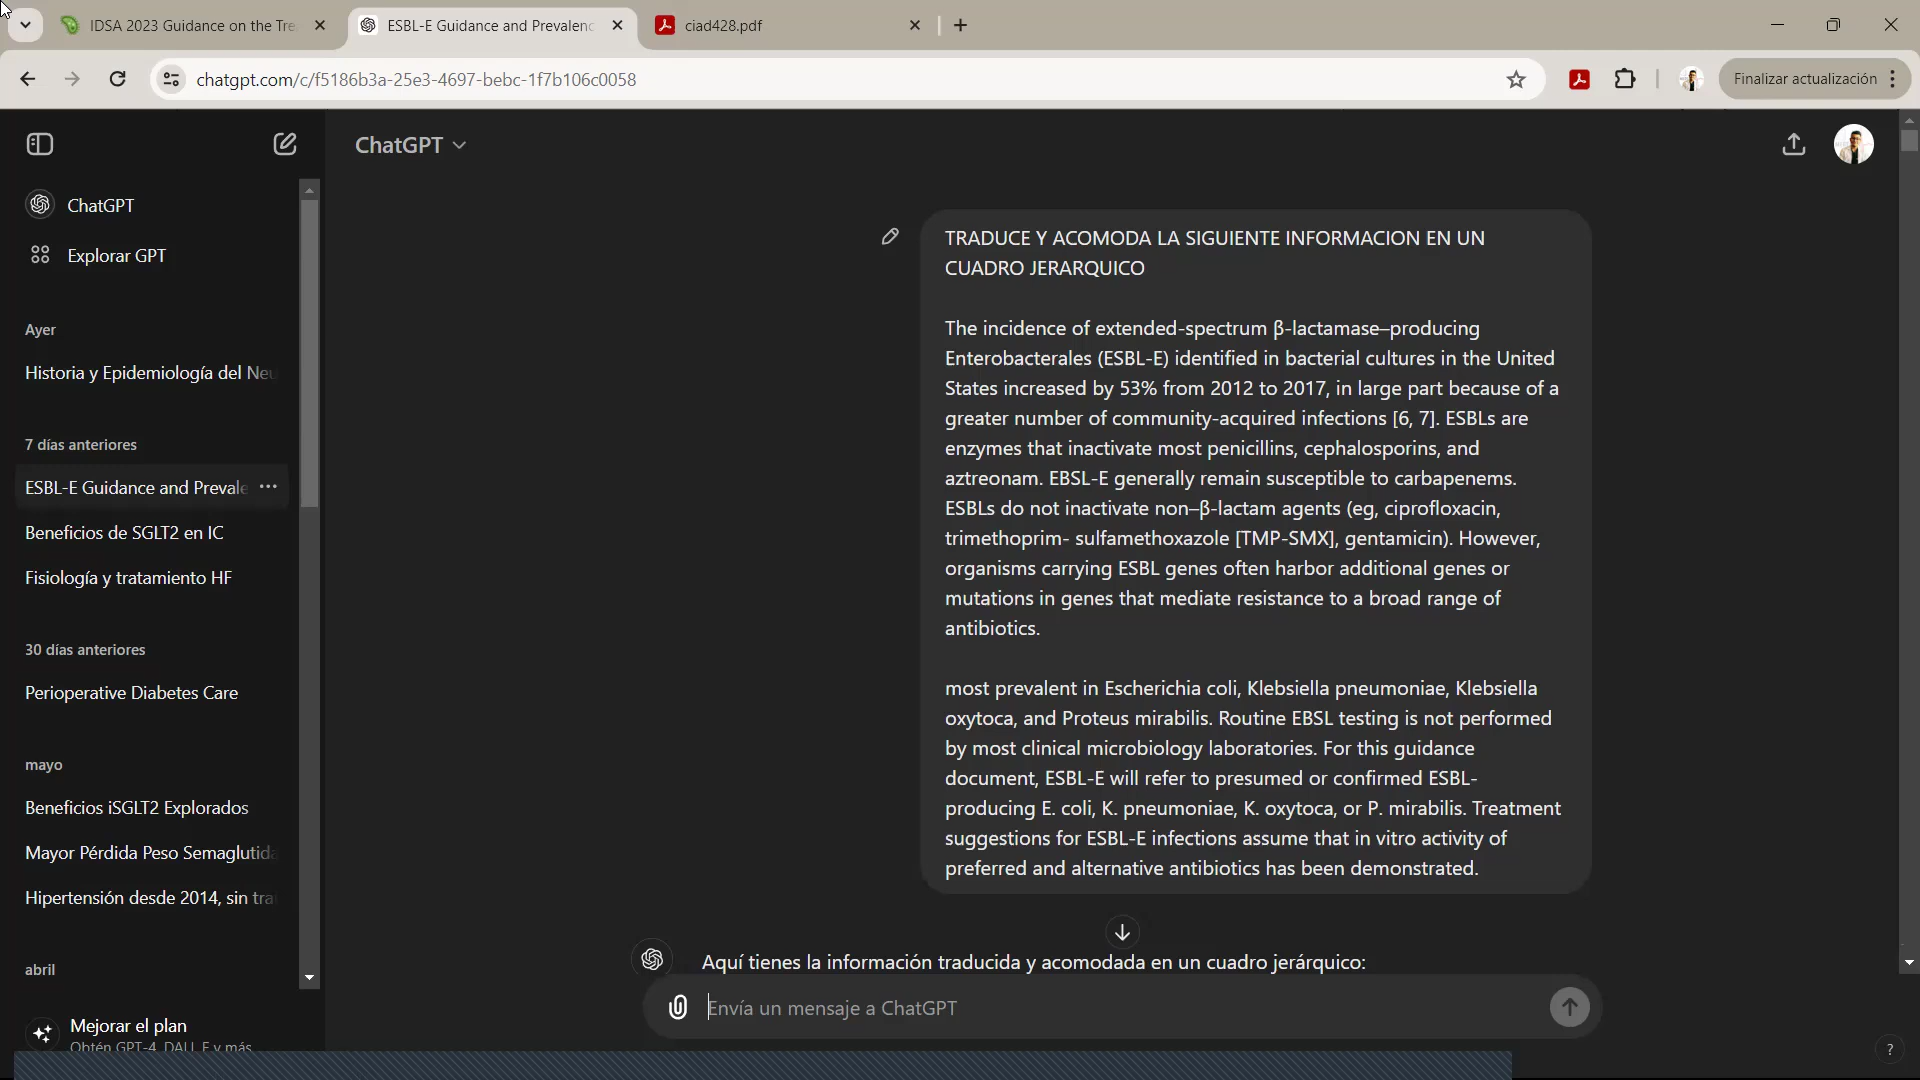 IDSA 2023 Guidance on the Tre
ESBL-E Guidance and Prevalenc
ciad428.pdf
chatgpt.com/c/f5186b3a-25e3-4697-bebc-1f7b106c0058
Finalizar actualización
ChatGPT
ChatGPT
Explorar GPT
Ayer
Historia y Epidemiología del Neu
7 días anteriores
ESBL-E Guidance and Prevale
Beneficios de SGLT2 en IC
Fisiología y tratamiento HF
30 días anteriores
Perioperative Diabetes Care
mayo
Beneficios iSGLT2 Explorados
Mayor Pérdida Peso Semaglutida
Hipertensión desde 2014, sin tra
abril
Mejorar el plan
Obtén GPT-4, DALL·E y más
TRADUCE Y ACOMODA LA SIGUIENTE INFORMACION EN UN
CUADRO JERARQUICO
The incidence of extended-spectrum β-lactamase–producing
Enterobacterales (ESBL-E) identified in bacterial cultures in the United
States increased by 53% from 2012 to 2017, in large part because of a
greater number of community-acquired infections [6, 7]. ESBLs are
enzymes that inactivate most penicillins, cephalosporins, and
aztreonam. EBSL-E generally remain susceptible to carbapenems.
ESBLs do not inactivate non–β-lactam agents (eg, ciprofloxacin,
trimethoprim- sulfamethoxazole [TMP-SMX], gentamicin). However,
organisms carrying ESBL genes often harbor additional genes or
mutations in genes that mediate resistance to a broad range of
antibiotics.
most prevalent in Escherichia coli, Klebsiella pneumoniae, Klebsiella
oxytoca, and Proteus mirabilis. Routine EBSL testing is not performed
by most clinical microbiology laboratories. For this guidance
document, ESBL-E will refer to presumed or confirmed ESBL-
producing E. coli, K. pneumoniae, K. oxytoca, or P. mirabilis. Treatment
suggestions for ESBL-E infections assume that in vitro activity of
preferred and alternative antibiotics has been demonstrated.
Aquí tienes la información traducida y acomodada en un cuadro jerárquico:
Envía un mensaje a ChatGPT
?